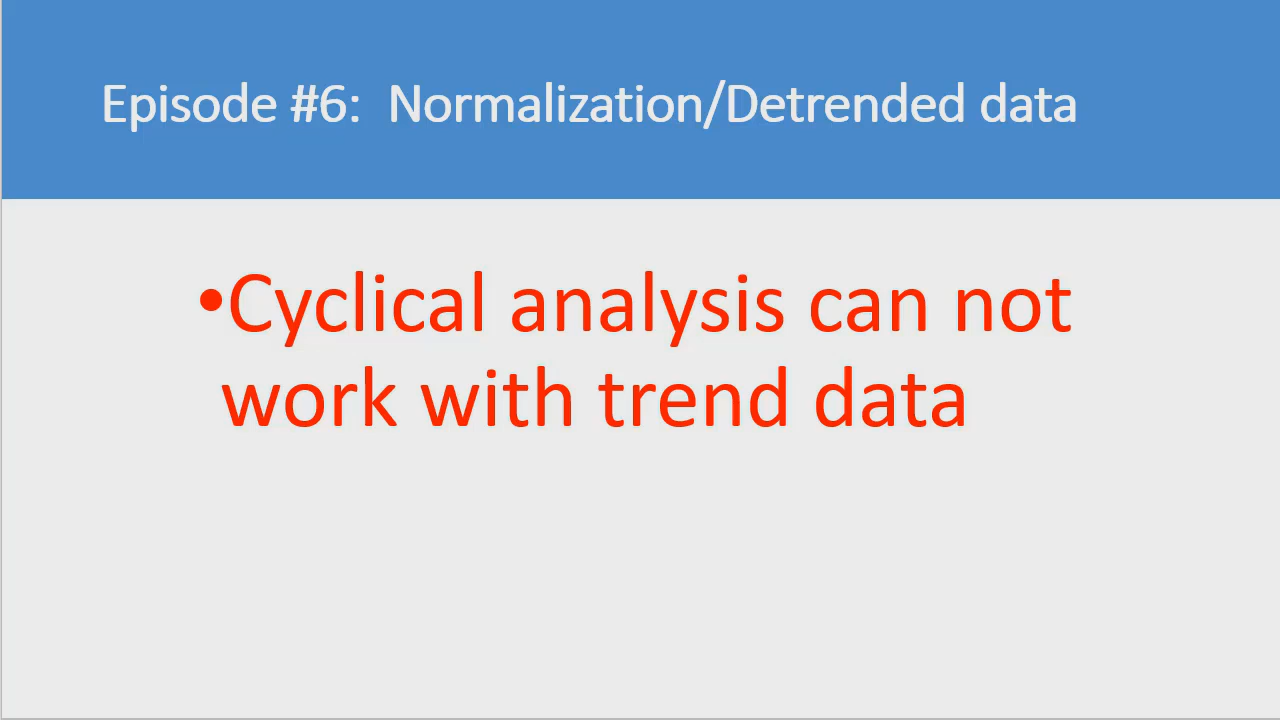 Episode #6:  Normalization/Detrended data
•Cyclical analysis can not
work with trend data